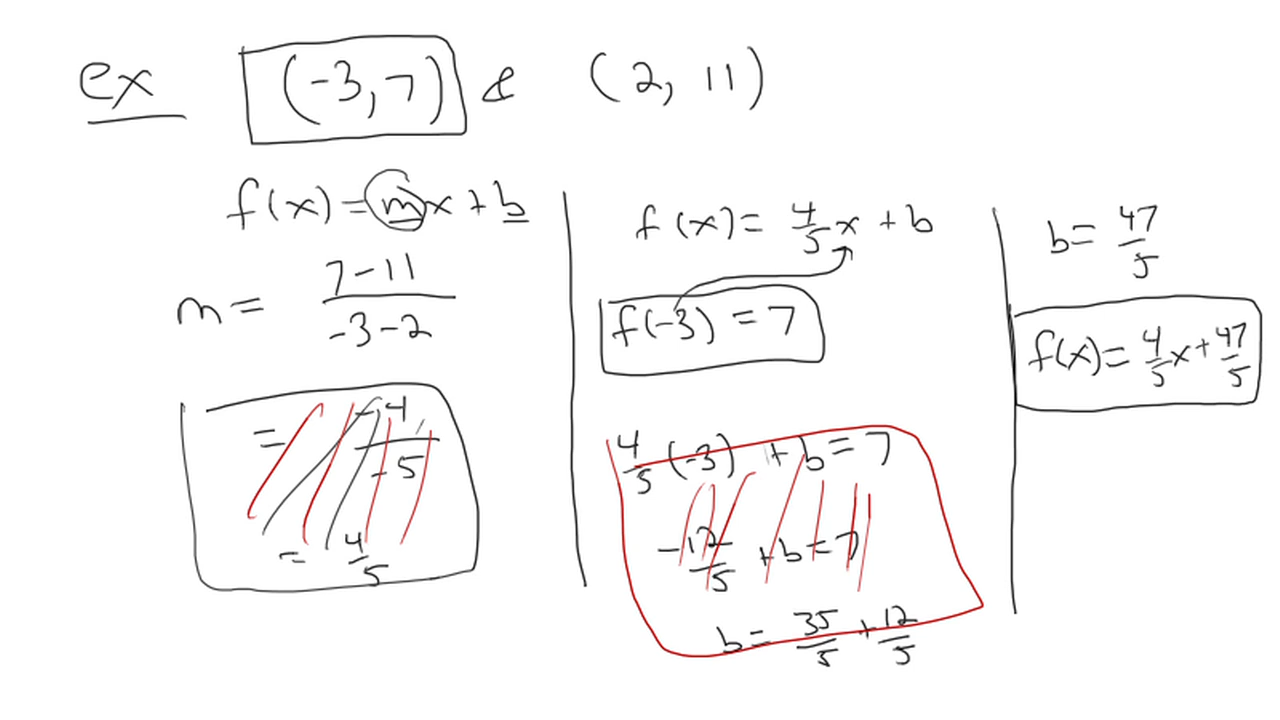 ex (-3,7) & (2, 11)
f(x) = mx + b
m = 7-11 / -3-2
= -4 / -5
= 4/5
f(x) = 4/5 x + b
f(-3) = 7
4/5 (-3) + b = 7
-12/5 + b = 7
b = 35/5 + 12/5
b = 47/5
f(x) = 4/5 x + 47/5